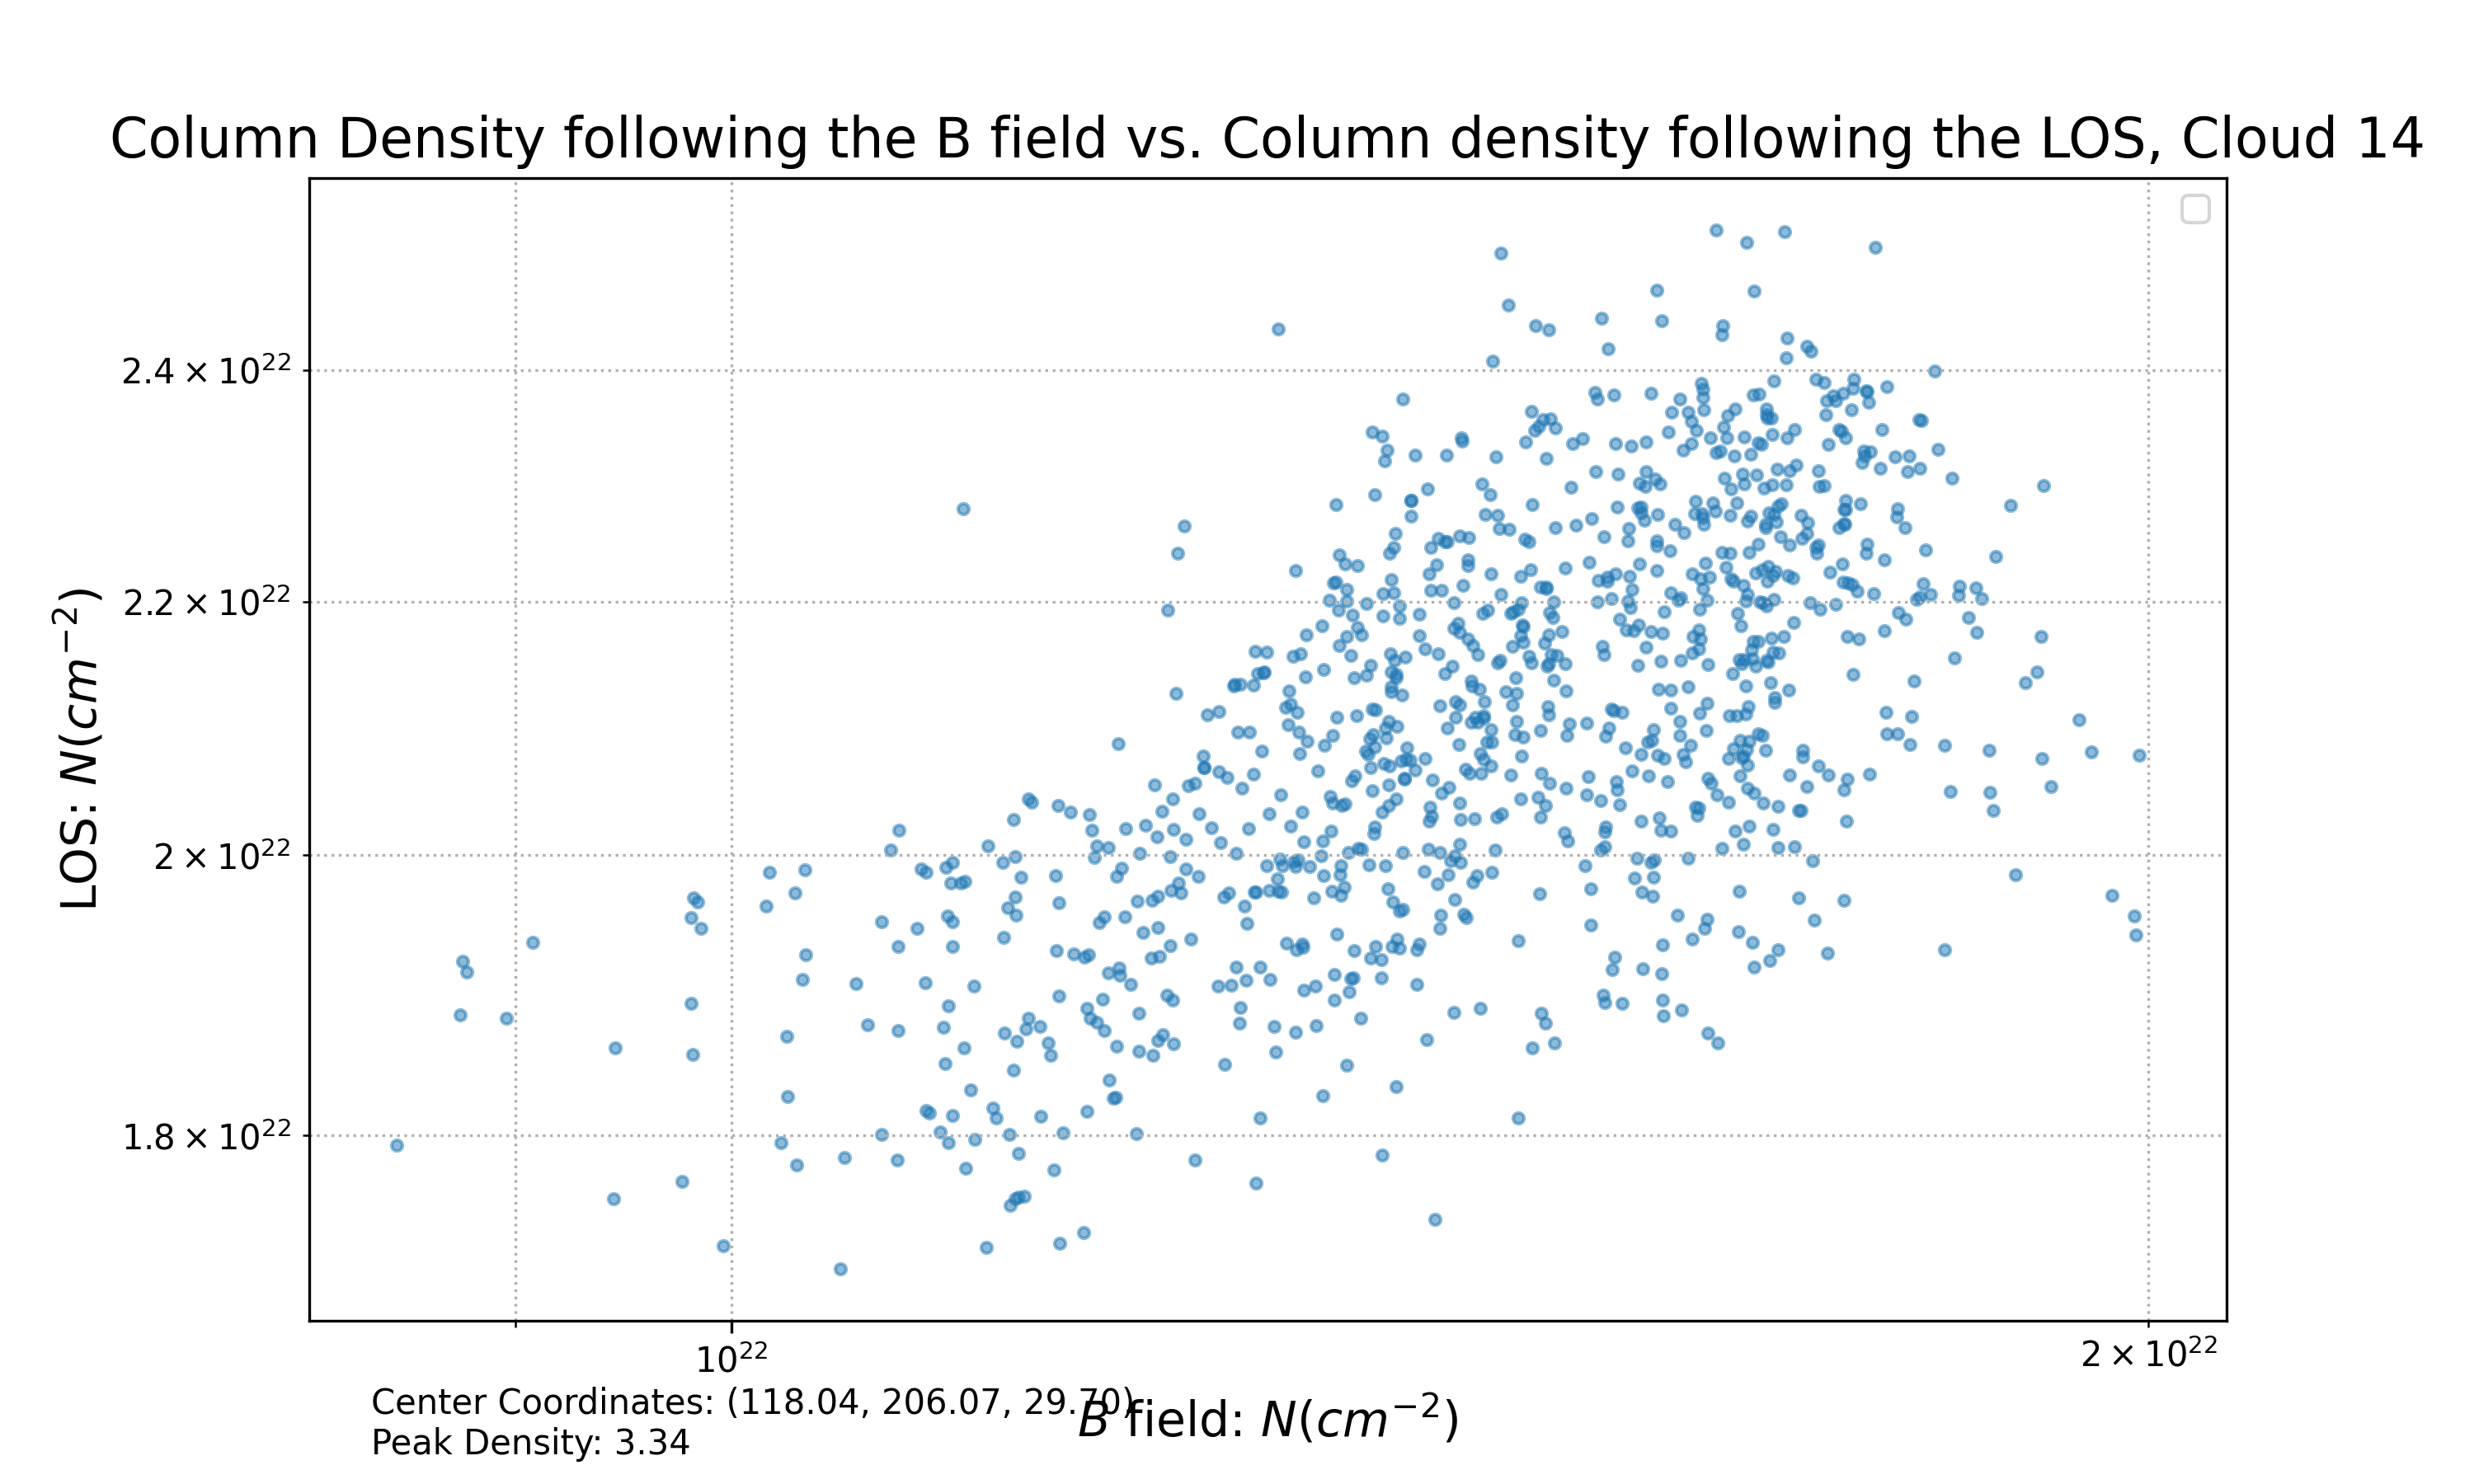 Column Density following the B field vs. Column density following the LOS, Cloud 14
LOS: N(cm⁻²)
2.4 × 10²²
2.2 × 10²²
2 × 10²²
1.8 × 10²²
10²²
2 × 10²²
B field: N(cm⁻²)
Center Coordinates: (118.04, 206.07, 29.70)
Peak Density: 3.34